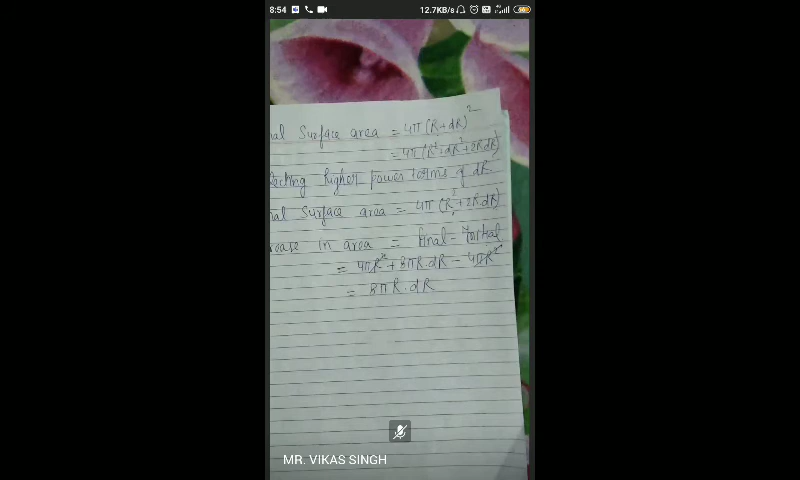 8:54 12.7KB/s
nal Surface area = 4π(R+dR)²
= 4π(R²+dR²+2RdR)
lecting higher power terms of dR.
nal Surface area = 4π(R²+2RdR)
rease in area = final - Initial
= 4πR² + 8πR.dR - 4πR²
= 8πR.dR
MR. VIKAS SINGH